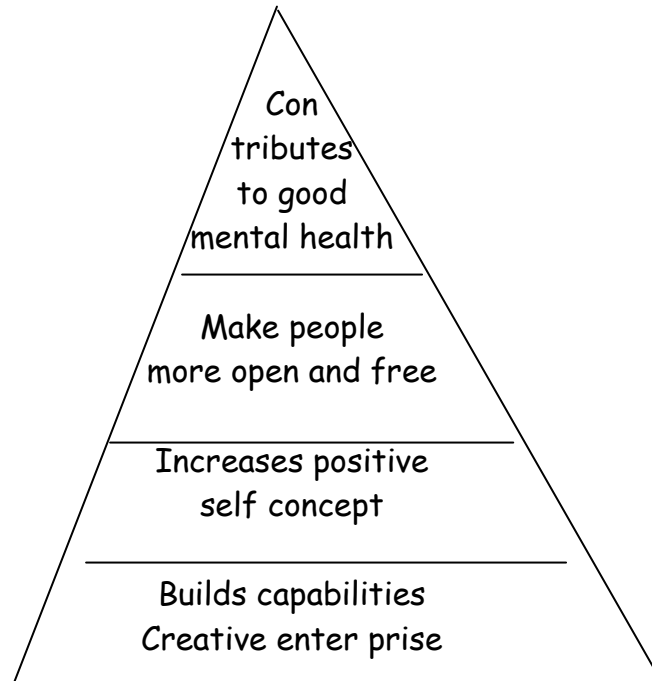 Con
tributes
to good
mental health
Make people
more open and free
Increases positive
self concept
Builds capabilities
Creative enter prise